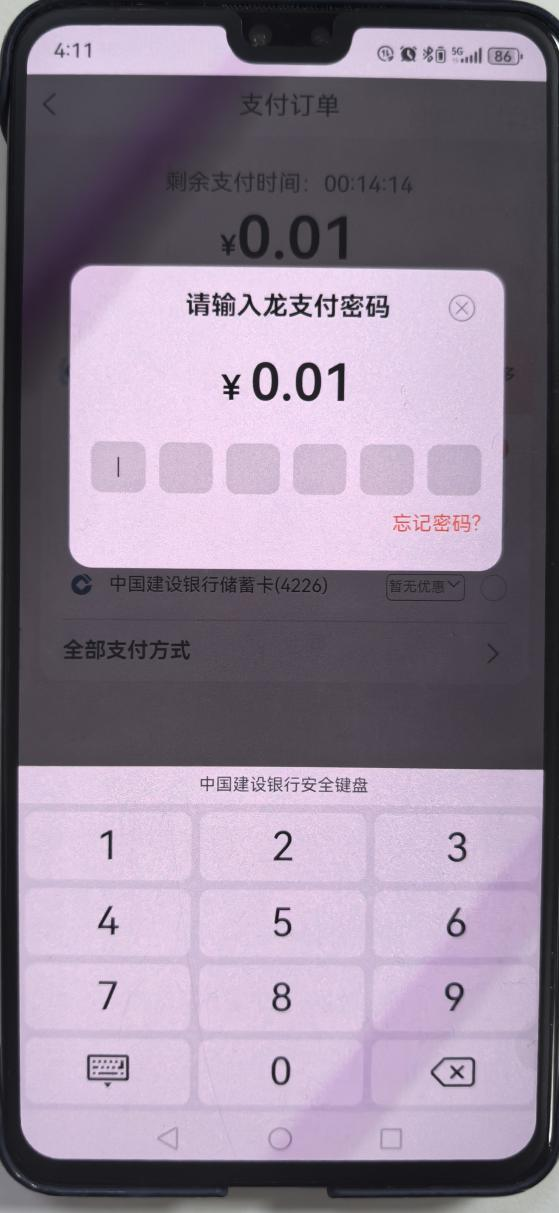 4:11
5G
86
支付订单
剩余支付时间：00:14:14
¥0.01
请输入龙支付密码
¥ 0.01
忘记密码?
中国建设银行储蓄卡(4226)
暂无优惠
全部支付方式
中国建设银行安全键盘
1 2 3
4 5 6
7 8 9
0